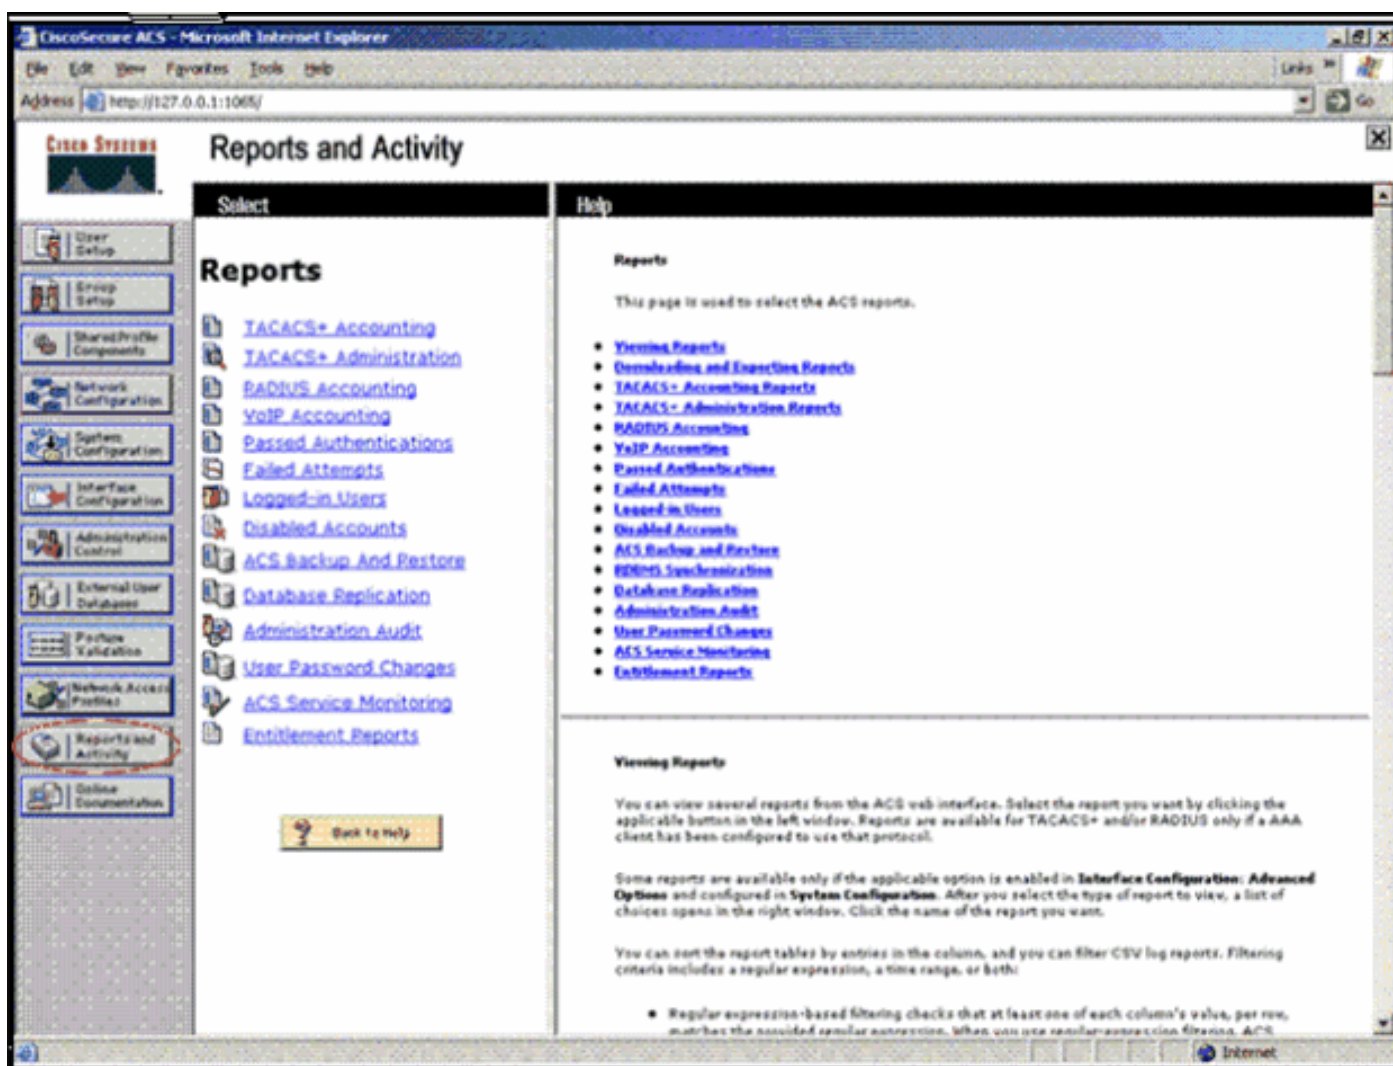 CiscoSecure ACS - Microsoft Internet Explorer
File Edit View Favorites Tools Help
Links »
Address http://127.0.0.1:1065/
Go
CISCO SYSTEMS
Reports and Activity
User Setup
Group Setup
Shared Profile Components
Network Configuration
System Configuration
Interface Configuration
Administration Control
External User Databases
Posture Validation
Network Access Profiles
Reports and Activity
Online Documentation
Select
Reports
TACACS+ Accounting
TACACS+ Administration
RADIUS Accounting
VoIP Accounting
Passed Authentications
Failed Attempts
Logged-in Users
Disabled Accounts
ACS Backup And Restore
Database Replication
Administration Audit
User Password Changes
ACS Service Monitoring
Entitlement Reports
? Back to Help
Help
Reports
This page is used to select the ACS reports.
• Viewing Reports
• Downloading and Exporting Reports
• TACACS+ Accounting Reports
• TACACS+ Administration Reports
• RADIUS Accounting
• VoIP Accounting
• Passed Authentications
• Failed Attempts
• Logged-in Users
• Disabled Accounts
• ACS Backup and Restore
• RDBMS Synchronization
• Database Replication
• Administration Audit
• User Password Changes
• ACS Service Monitoring
• Entitlement Reports
Viewing Reports
You can view several reports from the ACS web interface. Select the report you want by clicking the
applicable button in the left window. Reports are available for TACACS+ and/or RADIUS only if a AAA
client has been configured to use that protocol.
Some reports are available only if the applicable option is enabled in Interface Configuration: Advanced
Options and configured in System Configuration. After you select the type of report to view, a list of
choices opens in the right window. Click the name of the report you want.
You can sort the report tables by entries in the column, and you can filter CSV log reports. Filtering
criteria includes a regular expression, a time range, or both:
• Regular expression-based filtering checks that at least one of each column's value, per row,
matches the provided regular expression. When you use regular-expression filtering, ACS
Internet